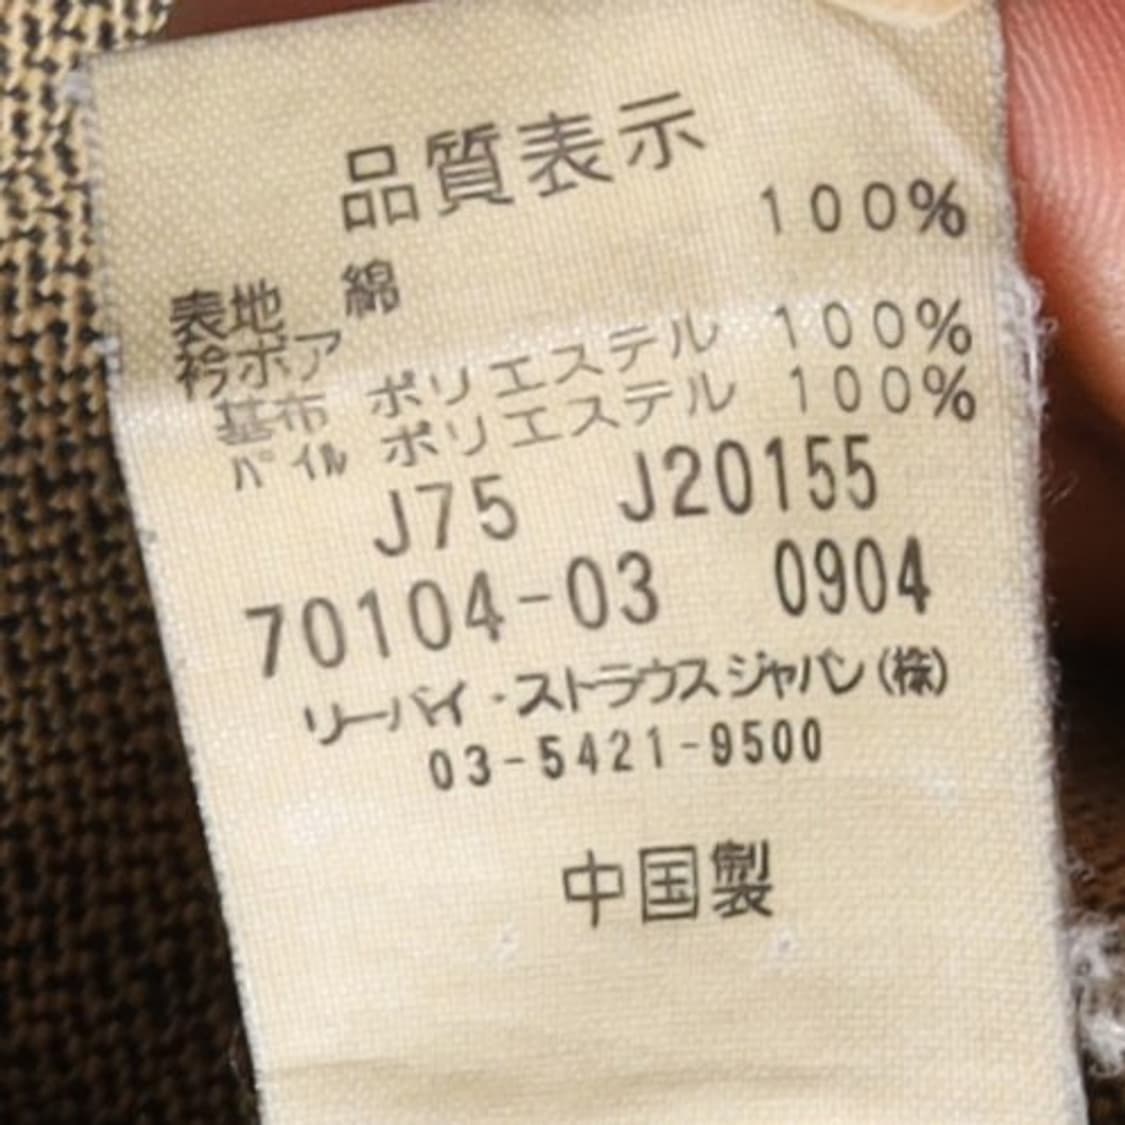 品質表示
表地 綿 100%
衿ボア
基布 ポリエステル 100%
パイル ポリエステル 100%
J75 J20155
70104-03 0904
リーバイ・ストラウスジャパン(株)
03-5421-9500
中国製